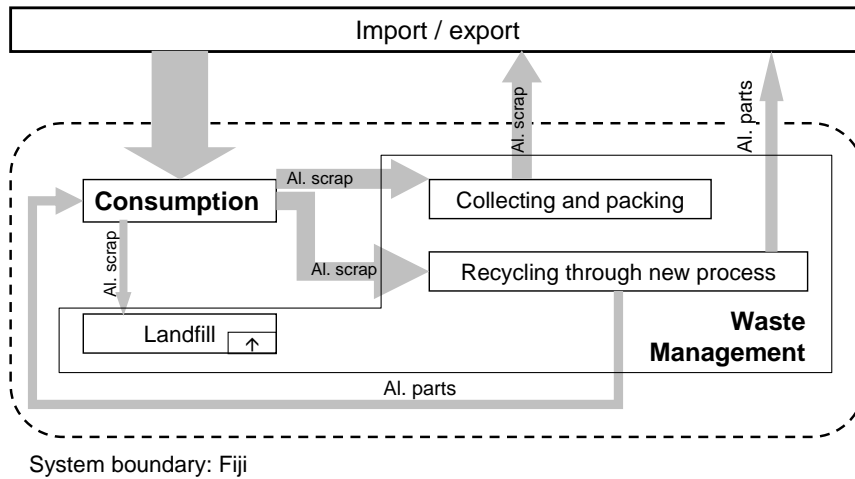 Import / export
Al. scrap
Al. parts
Al. scrap
Consumption
Collecting and packing
Al. scrap
Al. scrap
Recycling through new process
Landfill
↑
Waste
Management
Al. parts
System boundary: Fiji